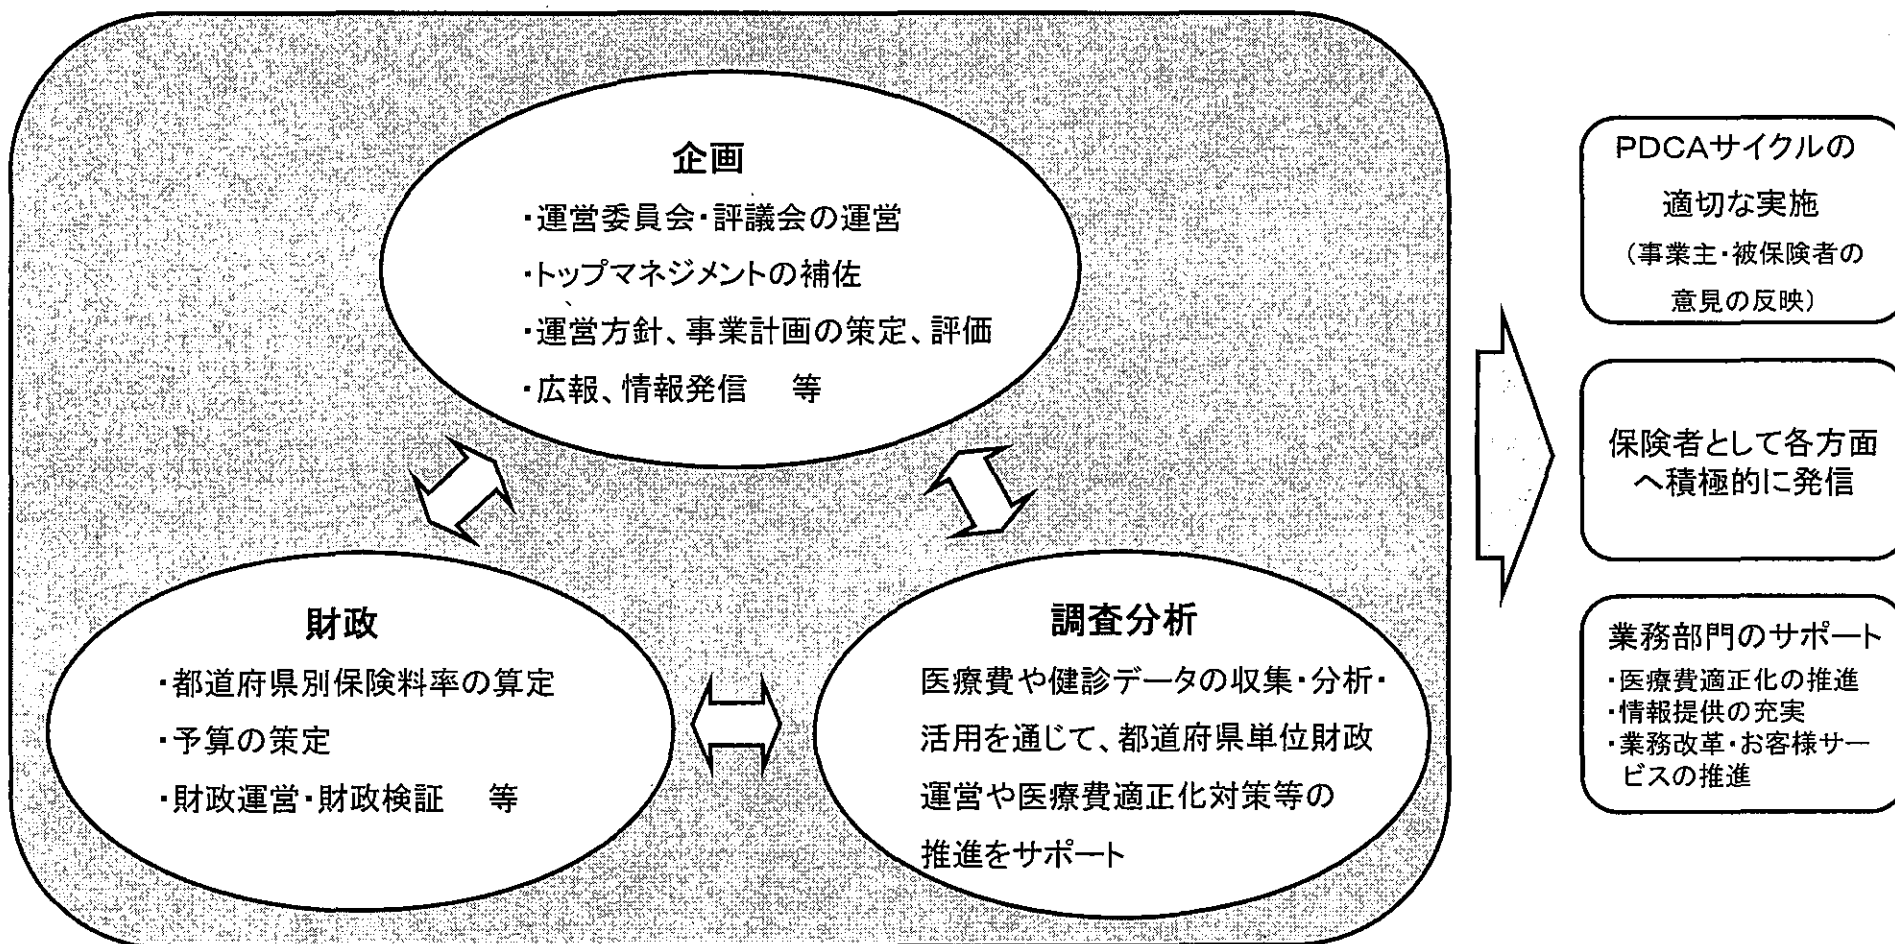 企画
・運営委員会・評議会の運営
・トップマネジメントの補佐
・運営方針、事業計画の策定、評価
・広報、情報発信　等
財政
・都道府県別保険料率の算定
・予算の策定
・財政運営・財政検証　等
調査分析
医療費や健診データの収集・分析・
活用を通じて、都道府県単位財政
運営や医療費適正化対策等の
推進をサポート
PDCAサイクルの
適切な実施
（事業主・被保険者の
意見の反映）
保険者として各方面
へ積極的に発信
業務部門のサポート
・医療費適正化の推進
・情報提供の充実
・業務改革・お客様サー
ビスの推進